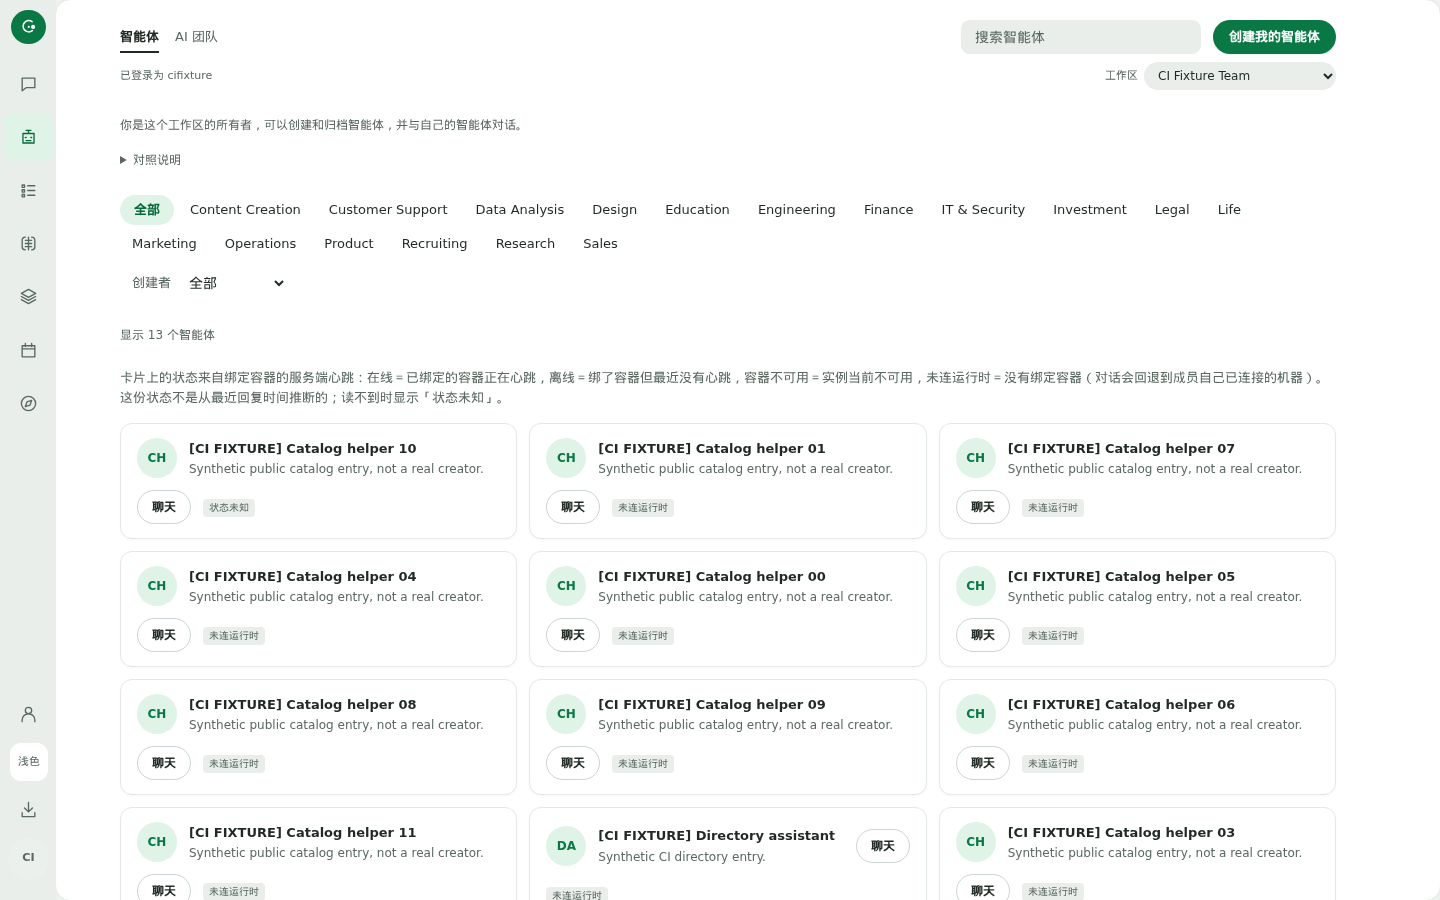 智能体 AI 团队
搜索智能体
创建我的智能体
已登录为 cifixture
工作区 CI Fixture Team
你是这个工作区的所有者，可以创建和归档智能体，并与自己的智能体对话。
对照说明
全部 Content Creation Customer Support Data Analysis Design Education Engineering Finance IT & Security Investment Legal Life
Marketing Operations Product Recruiting Research Sales
创建者 全部
显示 13 个智能体
卡片上的状态来自绑定容器的服务端心跳：在线 = 已绑定的容器正在心跳，离线 = 绑了容器但最近没有心跳，容器不可用 = 实例当前不可用，未连运行时 = 没有绑定容器（对话会回退到成员自己已连接的机器）。
这份状态不是从最近回复时间推断的；读不到时显示「状态未知」。
CH
[CI FIXTURE] Catalog helper 10
Synthetic public catalog entry, not a real creator.
聊天 状态未知
CH
[CI FIXTURE] Catalog helper 01
Synthetic public catalog entry, not a real creator.
聊天 未连运行时
CH
[CI FIXTURE] Catalog helper 07
Synthetic public catalog entry, not a real creator.
聊天 未连运行时
CH
[CI FIXTURE] Catalog helper 04
Synthetic public catalog entry, not a real creator.
聊天 未连运行时
CH
[CI FIXTURE] Catalog helper 00
Synthetic public catalog entry, not a real creator.
聊天 未连运行时
CH
[CI FIXTURE] Catalog helper 05
Synthetic public catalog entry, not a real creator.
聊天 未连运行时
CH
[CI FIXTURE] Catalog helper 08
Synthetic public catalog entry, not a real creator.
聊天 未连运行时
CH
[CI FIXTURE] Catalog helper 09
Synthetic public catalog entry, not a real creator.
聊天 未连运行时
CH
[CI FIXTURE] Catalog helper 06
Synthetic public catalog entry, not a real creator.
聊天 未连运行时
CH
[CI FIXTURE] Catalog helper 11
Synthetic public catalog entry, not a real creator.
聊天 未连运行时
DA
[CI FIXTURE] Directory assistant
Synthetic CI directory entry.
聊天
未连运行时
CH
[CI FIXTURE] Catalog helper 03
Synthetic public catalog entry, not a real creator.
聊天 未连运行时
浅色
CI